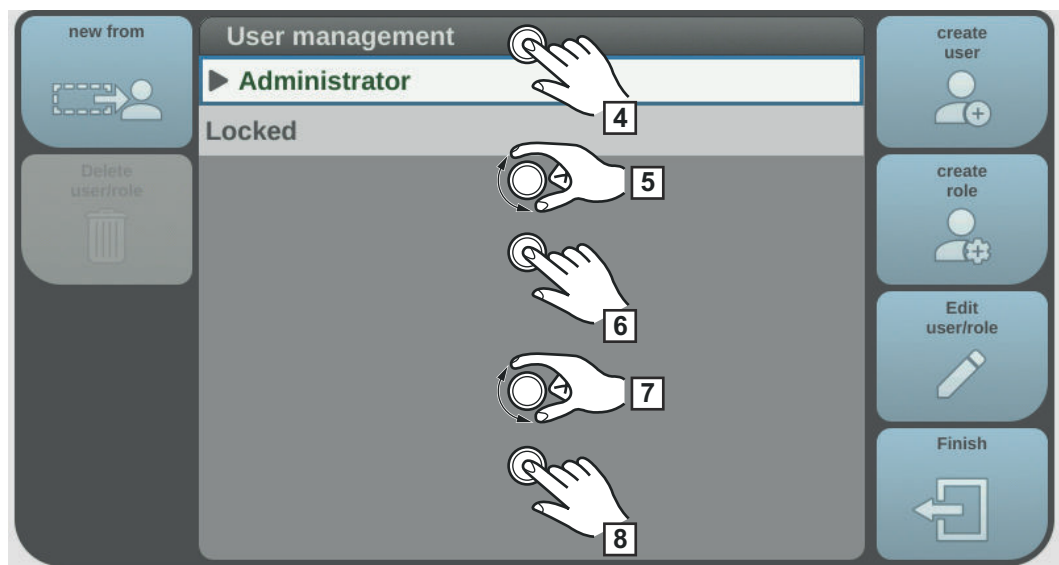 new from
User management
Administrator
Locked
Delete
user/role
create
user
create
role
Edit
user/role
Finish
4
5
6
7
8